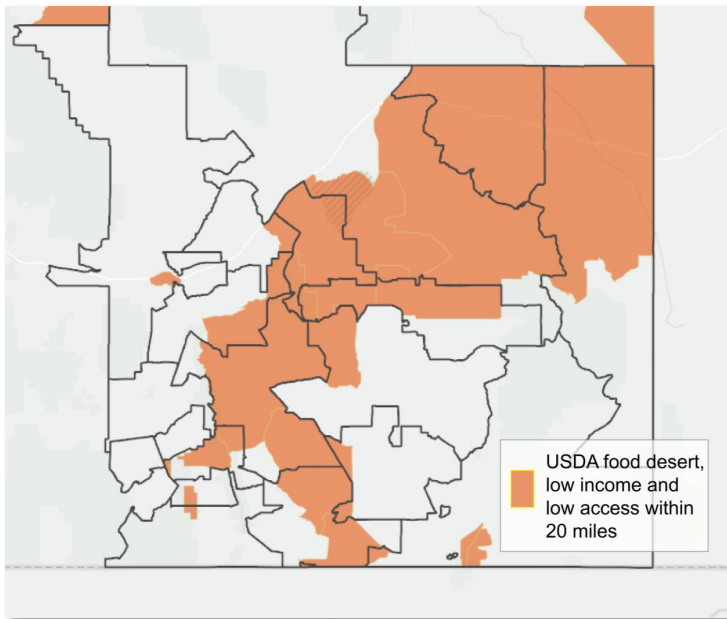 USDA food desert,
low income and
low access within
20 miles